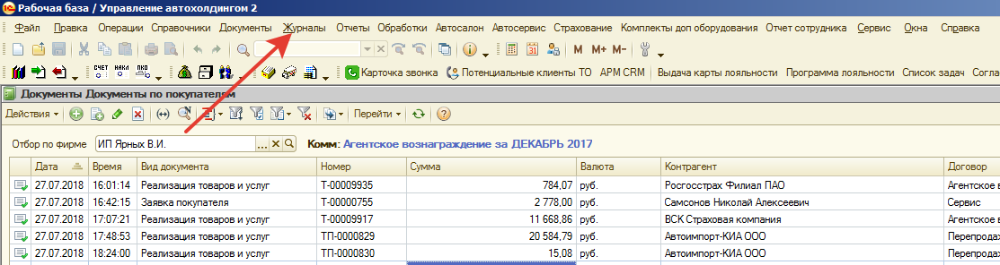 Рабочая база / Управление автохолдингом 2
Файл Правка Операции Справочники Документы Журналы Отчеты Обработки Автосалон Автосервис Страхование Комплекты доп оборудования Отчет сотрудника Сервис Окна Справка
M M+ M-
СЧЕТ НАКЛ ПКО Карточка звонка Потенциальные клиенты ТО АРМ CRM Выдача карты лояльности Программа лояльности Список задач Согла
Документы Документы по покупателям
Действия Перейти
Отбор по фирме ИП Ярных В.И. ... Комм: Агентское вознаграждение за ДЕКАБРЬ 2017
Дата Время Вид документа Номер Сумма Валюта Контрагент Договор
27.07.2018 16:01:14 Реализация товаров и услуг Т-00009935 784,07 руб. Росгосстрах Филиал ПАО Агентское в
27.07.2018 16:42:15 Заявка покупателя Т-00000755 2 778,00 руб. Самсонов Николай Алексеевич Сервис
27.07.2018 17:07:21 Реализация товаров и услуг Т-00009917 11 668,86 руб. ВСК Страховая компания Агентское в
27.07.2018 17:48:53 Реализация товаров и услуг ТП-0000829 20 584,79 руб. Автоимпорт-КИА ООО Перепродаж
27.07.2018 18:24:00 Реализация товаров и услуг ТП-0000830 15,08 руб. Автоимпорт-КИА ООО Перепродаж